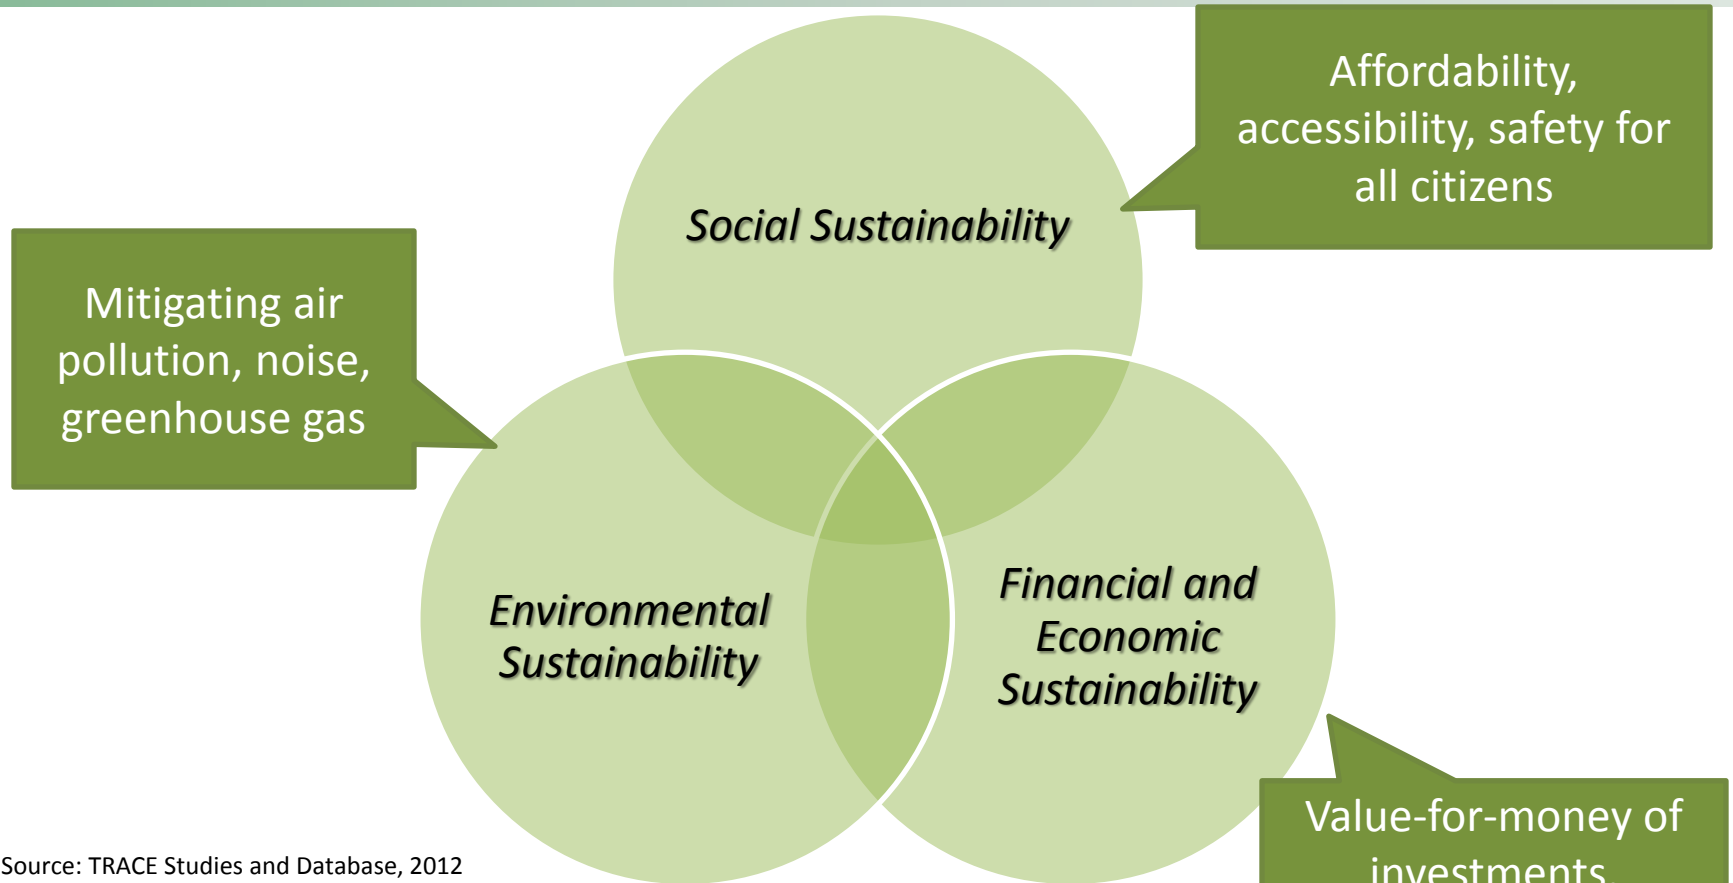 Affordability,
accessibility, safety for
all citizens
Social Sustainability
Mitigating air
pollution, noise,
greenhouse gas
Environmental
Sustainability
Financial and
Economic
Sustainability
Value-for-money of
investments,
Source: TRACE Studies and Database, 2012